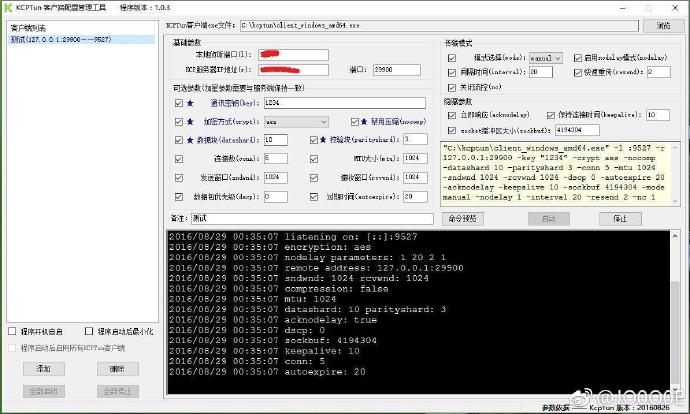 KCPTun 客户端配置管理工具 程序版本: 1.0.3
客户端列表
测试(127.0.0.1:29900——9527)
KCPTun客户端exe文件: C:\kcptun\client_windows_amd64.exe 浏览
基础参数
本地侦听端口(l):
KCP服务器IP地址(r): 端口: 29900
可选参数(加星参数需要与服务端保持一致)
★ 通讯密钥(key): 1234
★ 加密方式(crypt) aes ★ 禁用压缩(nocomp)
★ 数据块(datashard): 10 ★ 校验块(parityshard): 3
连接数(conn): 5 MTU大小(mtu): 1024
发送窗口(sndwnd): 1024 接收窗口(rcvwnd): 1024
数据包优先级(dscp): 0 过期时间(autoexpire): 20
备注: 测试
传输模式
模式选择(mode): manual 启用nodelay模式(nodelay)
间隔时间(interval): 20 快速重传(resend): 2
关闭流控(nc)
隐藏参数
立即响应(acknodelay) 保持连接时间(keepalive): 10
socket缓冲区大小(sockbuf): 4194304
"C:\kcptun\client_windows_amd64.exe" -l :9527 -r
127.0.0.1:29900 -key "1234" -crypt aes -nocomp
-datashard 10 -parityshard 3 -conn 5 -mtu 1024
-sndwnd 1024 -rcvwnd 1024 -dscp 0 -autoexpire 20
-acknodelay -keepalive 10 -sockbuf 4194304 -mode
manual -nodelay 1 -interval 20 -resend 2 -nc 1
命令预览 启动 停止
2016/08/29 00:35:07 listening on: [::]:9527
2016/08/29 00:35:07 encryption: aes
2016/08/29 00:35:07 nodelay parameters: 1 20 2 1
2016/08/29 00:35:07 remote address: 127.0.0.1:29900
2016/08/29 00:35:07 sndwnd: 1024 rcvwnd: 1024
2016/08/29 00:35:07 compression: false
2016/08/29 00:35:07 mtu: 1024
2016/08/29 00:35:07 datashard: 10 parityshard: 3
2016/08/29 00:35:07 acknodelay: true
2016/08/29 00:35:07 dscp: 0
2016/08/29 00:35:07 sockbuf: 4194304
2016/08/29 00:35:07 keepalive: 10
2016/08/29 00:35:07 conn: 5
2016/08/29 00:35:07 autoexpire: 20
程序开机自启 程序启动后最小化
程序启动后启用所有KCPTun客户端
添加 删除
全部启动 全部停止
参数依据 —— Kcptun 版本: 20160826